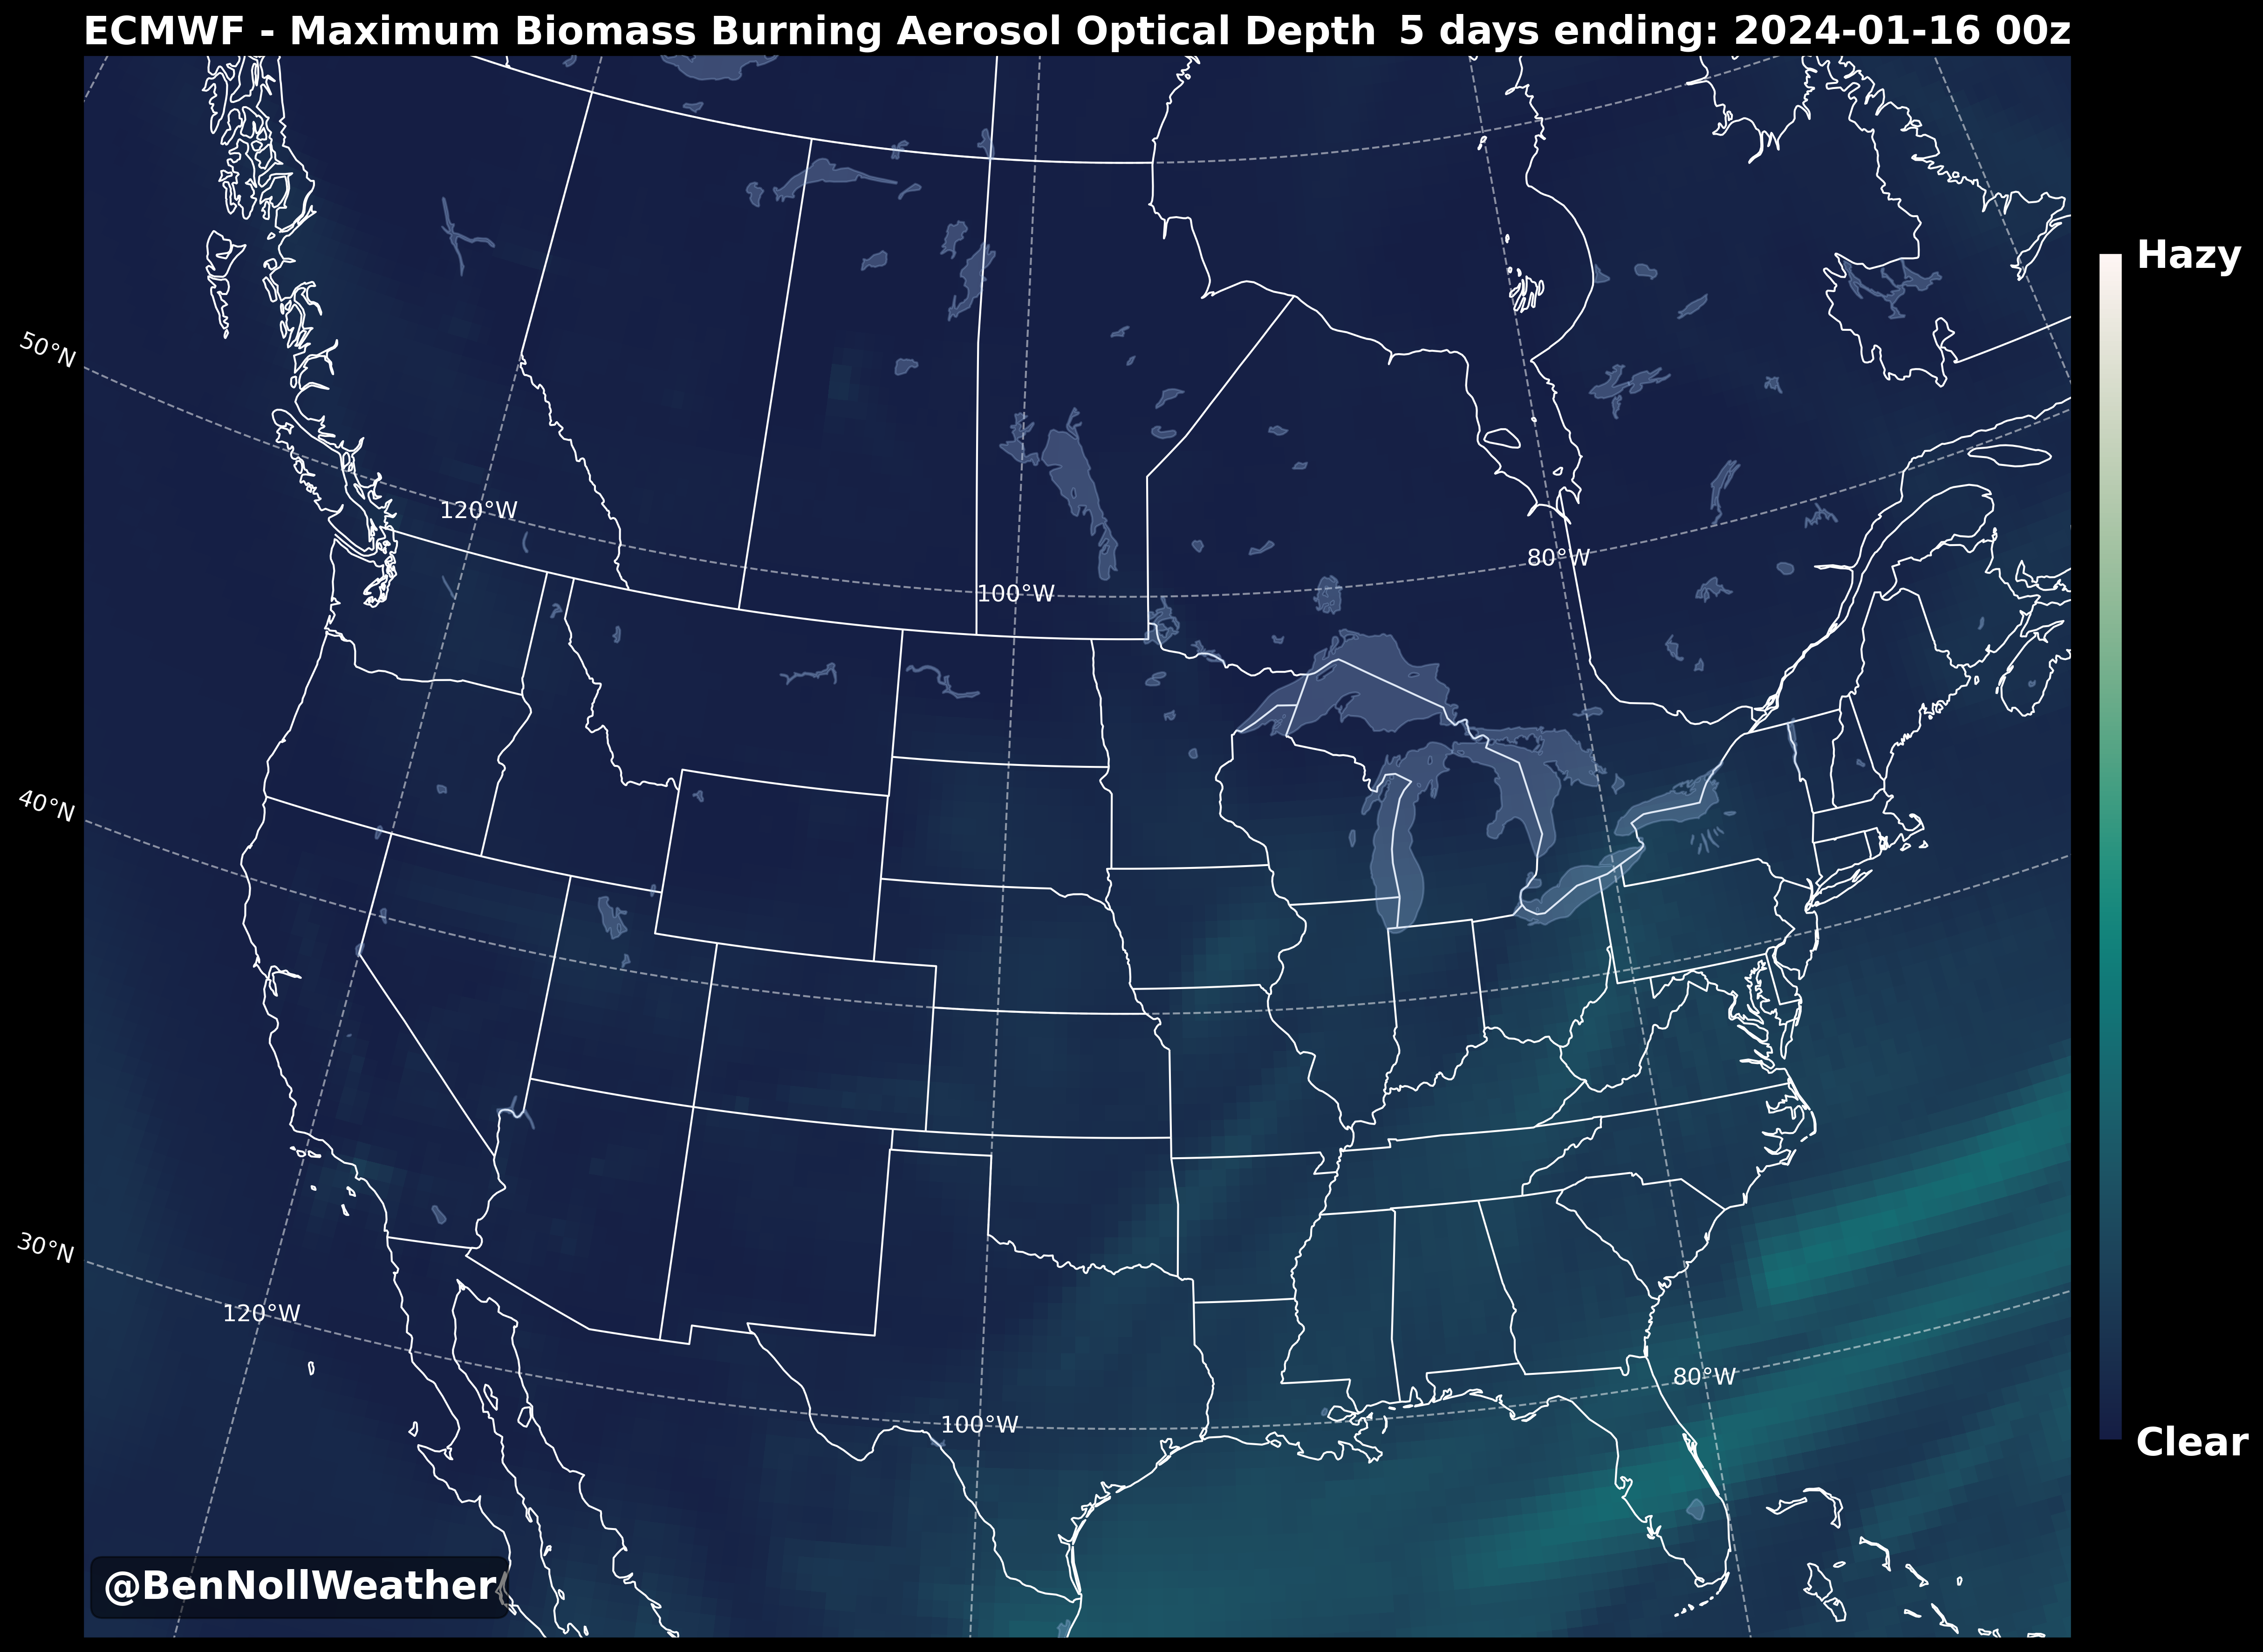 ECMWF - Maximum Biomass Burning Aerosol Optical Depth 5 days ending: 2024-01-16 00z
Hazy
50°N
120°W
80°W
100°W
40°N
30°N
120°W
80°W
100°W
Clear
@BenNollWeather